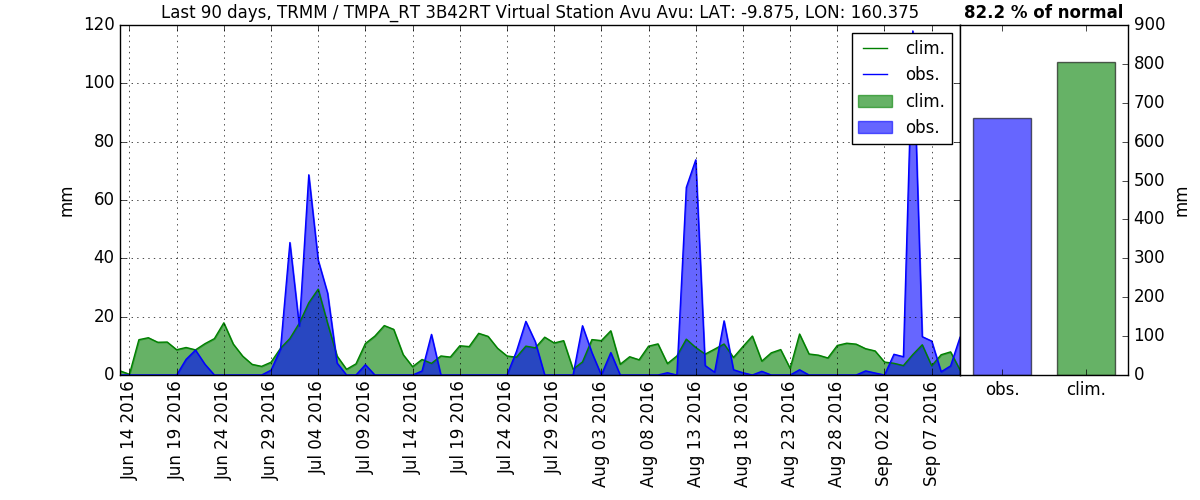 Last 90 days, TRMM / TMPA_RT 3B42RT Virtual Station Avu Avu: LAT: -9.875, LON: 160.375
82.2 % of normal
120
100
80
60
40
20
0
mm
clim.
obs.
clim.
obs.
Jun 14 2016
Jun 19 2016
Jun 24 2016
Jun 29 2016
Jul 04 2016
Jul 09 2016
Jul 14 2016
Jul 19 2016
Jul 24 2016
Jul 29 2016
Aug 03 2016
Aug 08 2016
Aug 13 2016
Aug 18 2016
Aug 23 2016
Aug 28 2016
Sep 02 2016
Sep 07 2016
900
800
700
600
500
400
300
200
100
0
mm
obs.
clim.